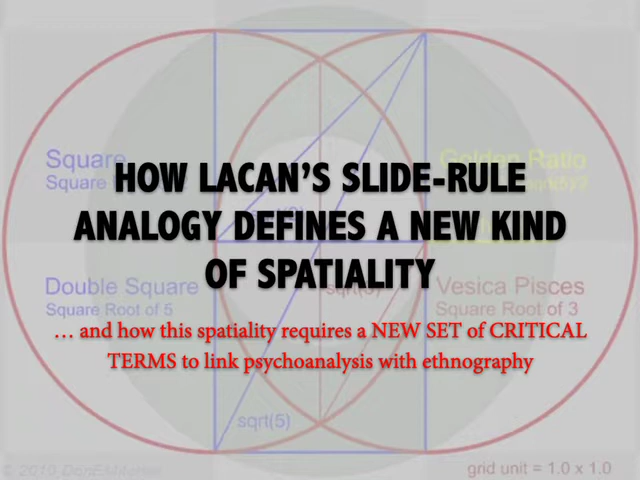 Square
Square
Golden Ratio
HOW LACAN'S SLIDE-RULE
ANALOGY DEFINES A NEW KIND
OF SPATIALITY
Double Square
Square Root of 5
Vesica Pisces
Square Root of 3
… and how this spatiality requires a NEW SET of CRITICAL
TERMS to link psychoanalysis with ethnography
sqrt(5)
© 2010
grid unit = 1.0 x 1.0